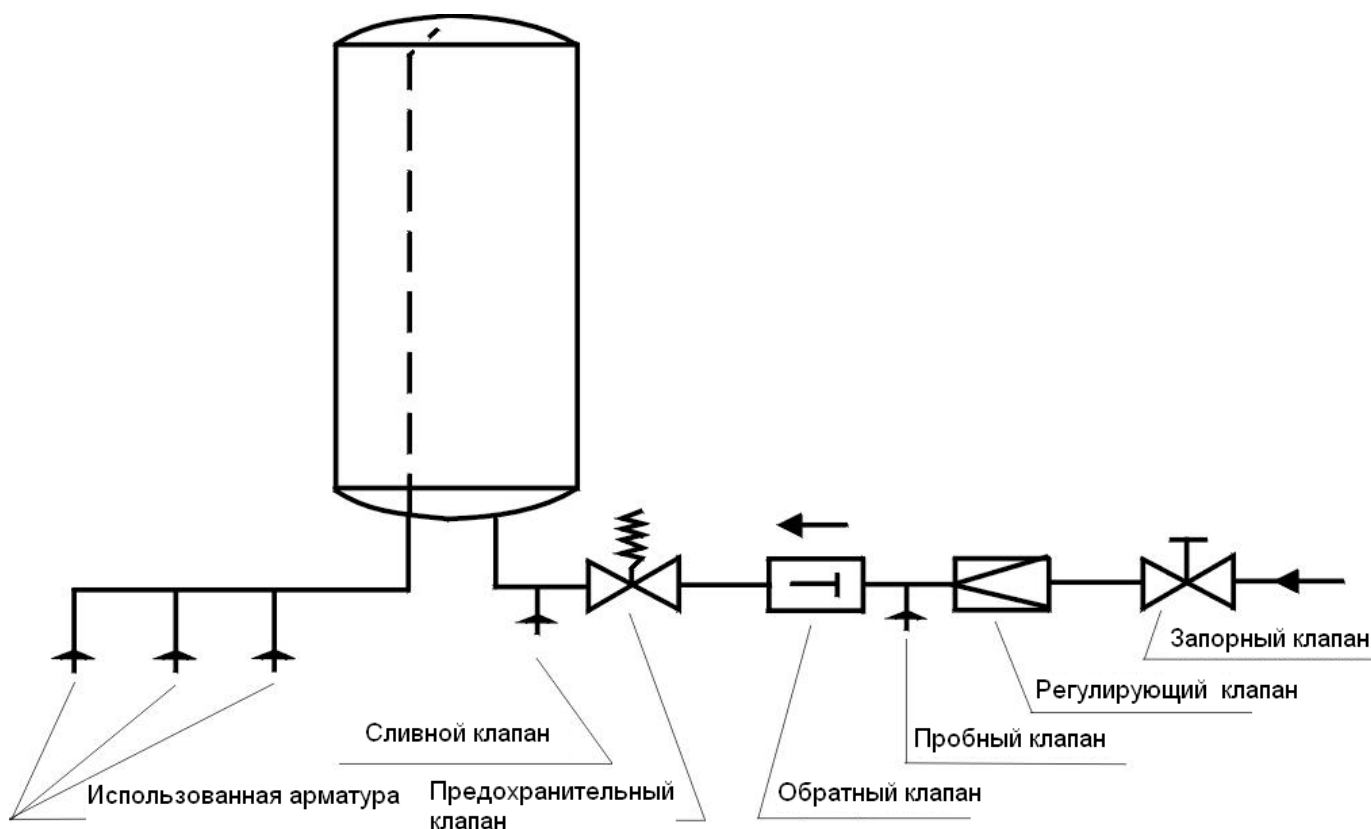 Запорный клапан
Регулирующий клапан
Пробный клапан
Сливной клапан
Использованная арматура
Предохранительный
клапан
Обратный клапан